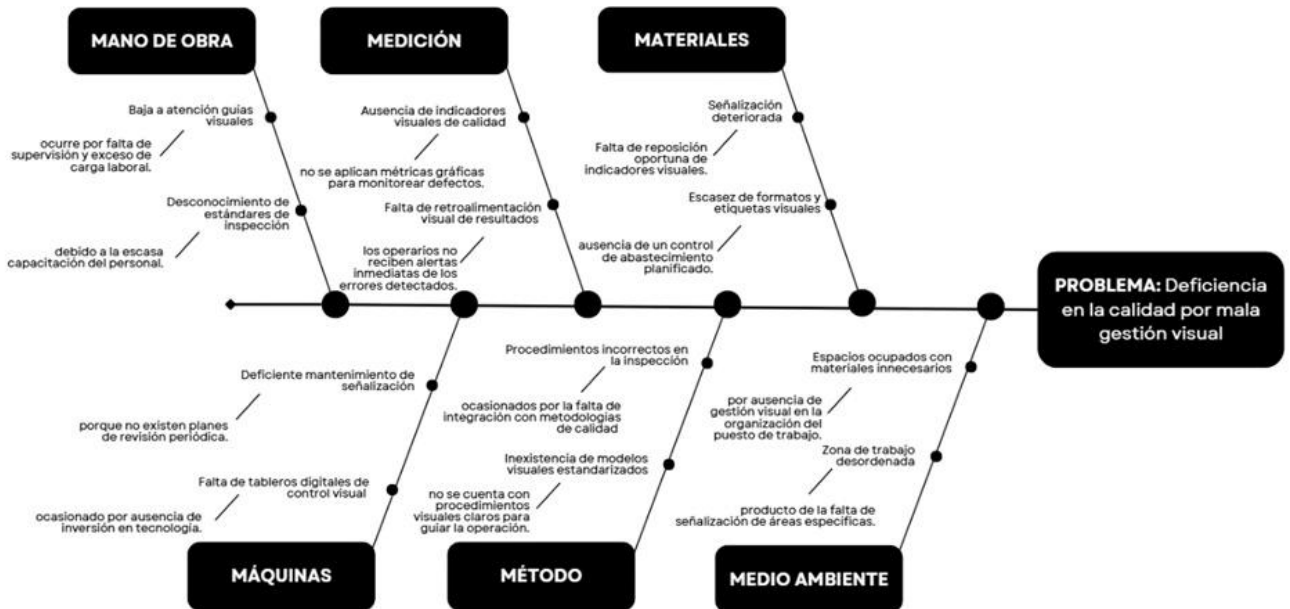 MANO DE OBRA
MEDICIÓN
MATERIALES
Baja a atención guías
visuales
ocurre por falta de
supervisión y exceso de
carga laboral.
Desconocimiento de
estándares de
inspección
debido a la escasa
capacitación del personal.
Ausencia de indicadores
visuales de calidad
no se aplican métricas gráficas
para monitorear defectos.
Falta de retroalimentación
visual de resultados
los operarios no
reciben alertas
inmediatas de los
errores detectados.
Señalización
deteriorada
Falta de reposición
oportuna de
indicadores visuales.
Escasez de formatos y
etiquetas visuales
ausencia de un control
de abastecimiento
planificado.
PROBLEMA: Deficiencia
en la calidad por mala
gestión visual
Deficiente mantenimiento de
señalización
porque no existen planes
de revisión periódica.
Falta de tableros digitales de
control visual
ocasionado por ausencia de
inversión en tecnología.
Procedimientos incorrectos en
la inspección
ocasionados por la falta de
integración con metodologías
de calidad
Inexistencia de modelos
visuales estandarizados
no se cuenta con
procedimientos
visuales claros para
guiar la operación.
Espacios ocupados con
materiales innecesarios
por ausencia de
gestión visual en la
organización del
puesto de trabajo.
Zona de trabajo
desordenada
producto de la falta de
señalización de áreas específicas.
MÁQUINAS
MÉTODO
MEDIO AMBIENTE